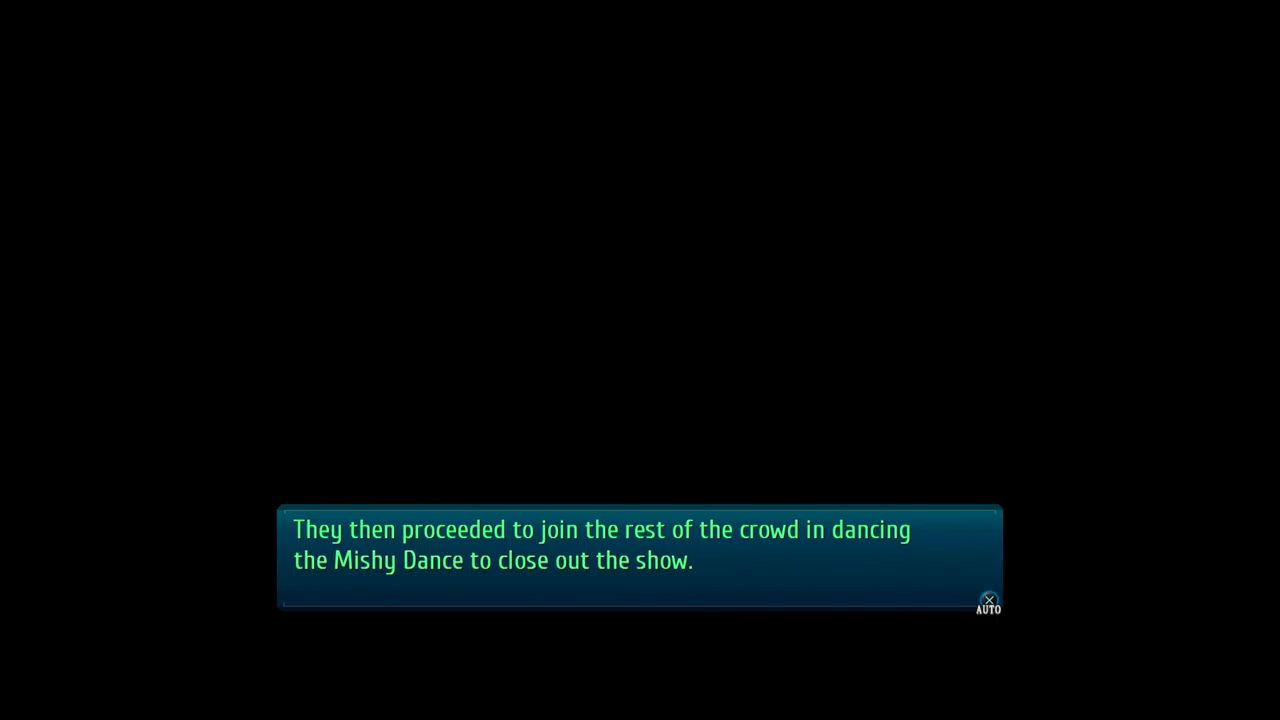 They then proceeded to join the rest of the crowd in dancing
the Mishy Dance to close out the show.
AUTO